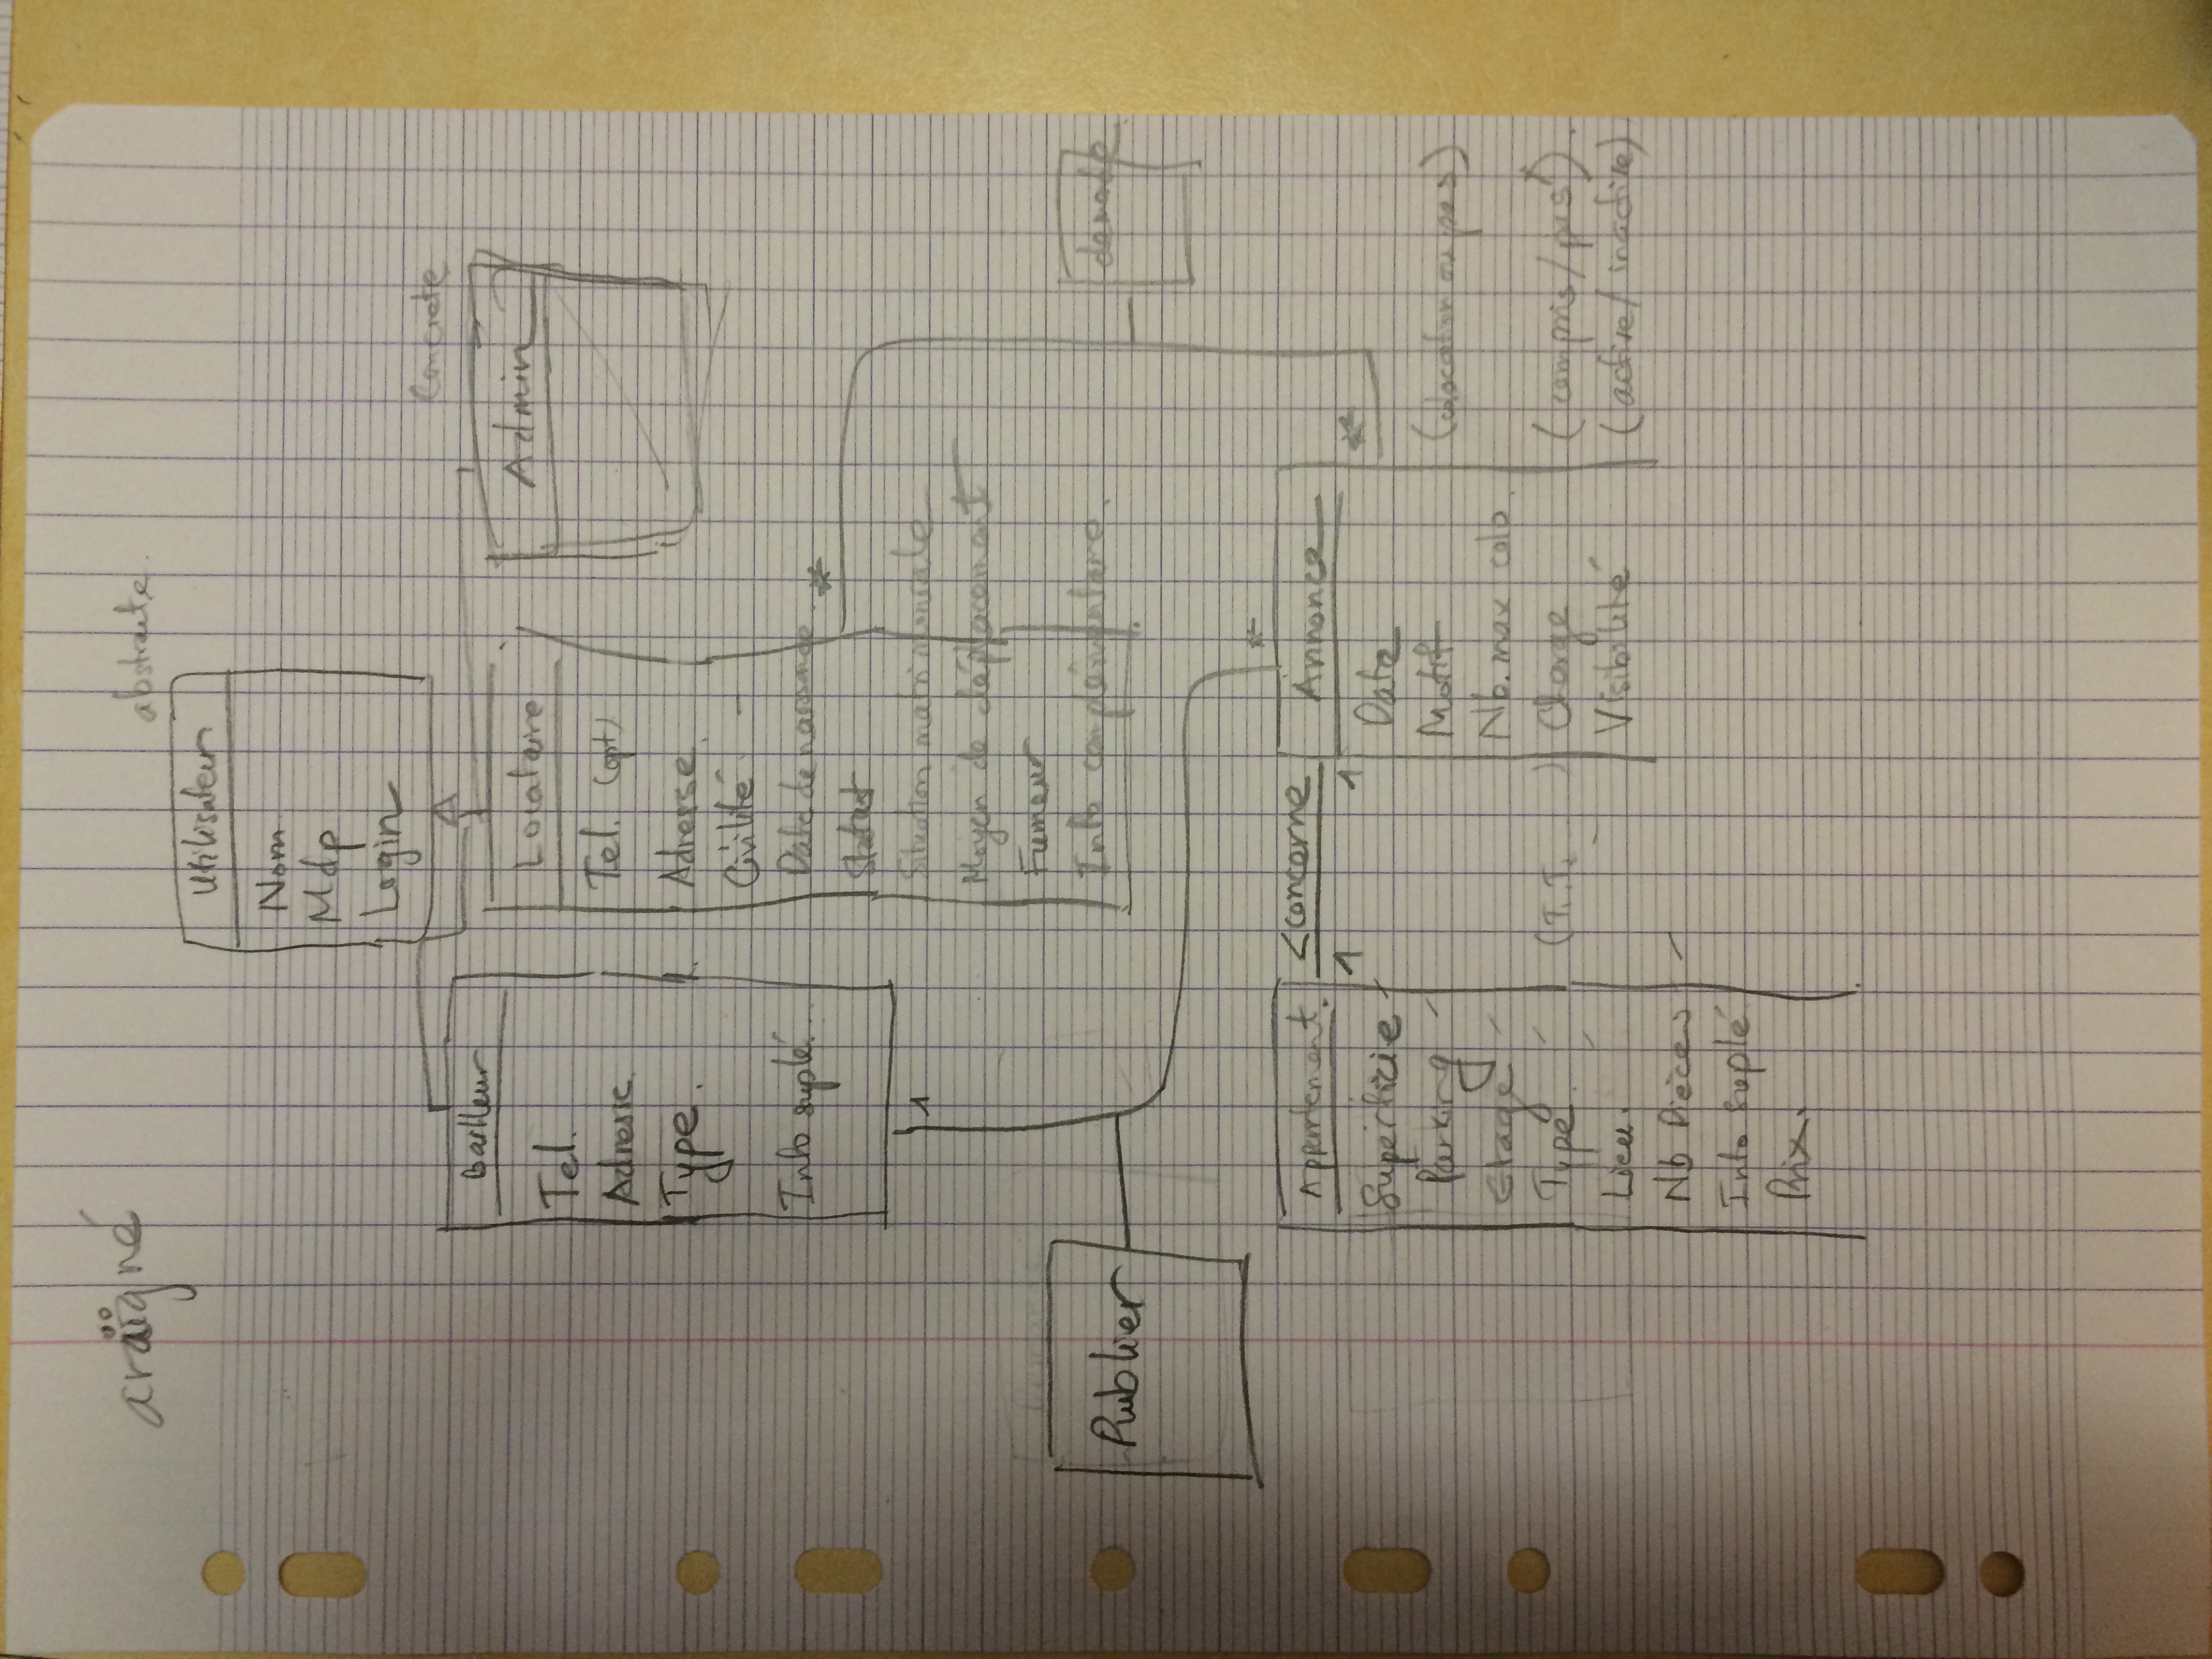 araïgné
abstraite.
Utilisateur
Nom
Mdp
Login
Concrete
Bailleur
Tel.
Adresse
Type.
Info suplé.
1
Locataire
Tel. (opt)
Adresse
Civilité
Date de naissance
Statut
Situation matrimoniale
Moyen de déplacement
Fumeur
Info complémentaire.
Admin
*
Publier
*
Appartement.
Superficie
Parking
Etage
Type (T1,T2, )
Lieu.
Nb Pièces
Info suplé
Prix.
< concerne
1 1
Annonce
*
Date
Motif (colocation ou pas)
Nb. max colo.
Charge (compris/pas)
Visibilité (active/inactive)